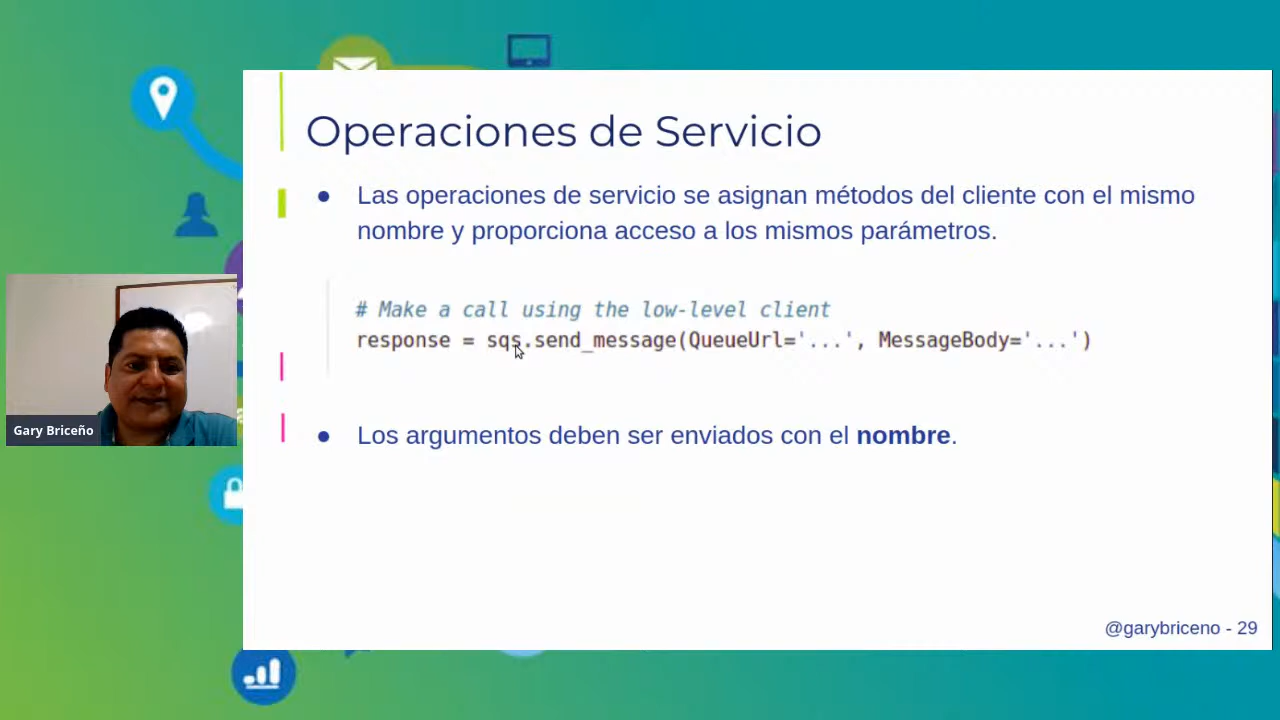 Operaciones de Servicio
● Las operaciones de servicio se asignan métodos del cliente con el mismo
nombre y proporciona acceso a los mismos parámetros.
# Make a call using the low-level client
response = sqs.send_message(QueueUrl='...', MessageBody='...')
Gary Briceño
● Los argumentos deben ser enviados con el nombre.
@garybriceno - 29